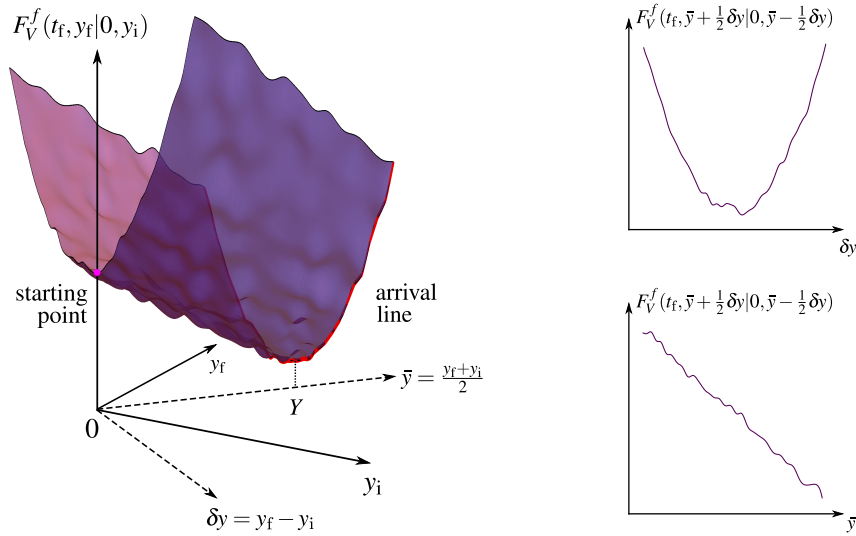 F_V^f(t_f, y_f|0, y_i)
starting
point
arrival
line
y_f
ȳ = (y_f+y_i)/2
Y
0
y_i
δy = y_f − y_i
F_V^f(t_f, ȳ + ½δy|0, ȳ − ½δy)
δy
F_V^f(t_f, ȳ + ½δy|0, ȳ − ½δy)
ȳ